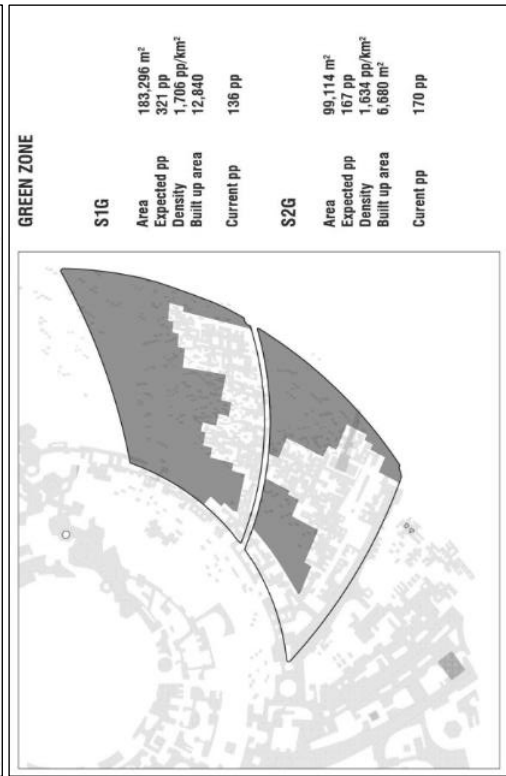 GREEN ZONE
S1G
Area 183,296 m²
Expected pp 321 pp
Density 1,706 pp/km²
Built up area 12,840
Current pp 136 pp
S2G
Area 99,114 m²
Expected pp 167 pp
Density 1,634 pp/km²
Built up area 6,680 m²
Curent pp 170 pp